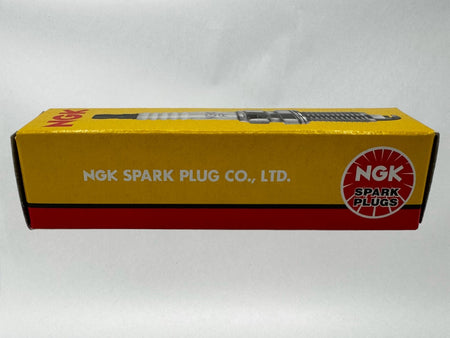 NGK
NGK SPARK PLUG CO., LTD.
NGK
SPARK
PLUGS